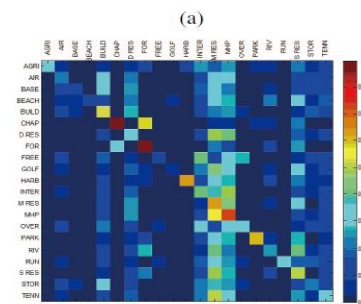 (a)
AGRI AIR BASE BEACH BUILD CHAP D RES FOR FREE GOLF HARB INTER M RES MHP OVER PARK RIV RUN S RES STOR TENN
AGRI
AIR
BASE
BEACH
BUILD
CHAP
D RES
FOR
FREE
GOLF
HARB
INTER
M RES
MHP
OVER
PARK
RIV
RUN
S RES
STOR
TENN